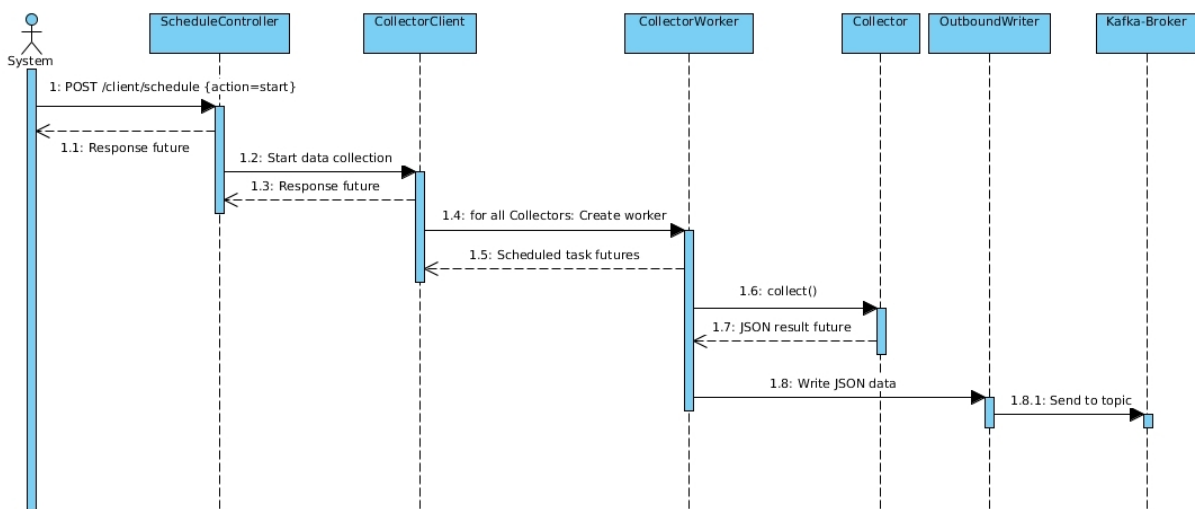 ScheduleController
CollectorClient
CollectorWorker
Collector
OutboundWriter
Kafka-Broker
System
1: POST /client/schedule {action=start}
1.1: Response future
1.2: Start data collection
1.3: Response future
1.4: for all Collectors: Create worker
1.5: Scheduled task futures
1.6: collect()
1.7: JSON result future
1.8: Write JSON data
1.8.1: Send to topic